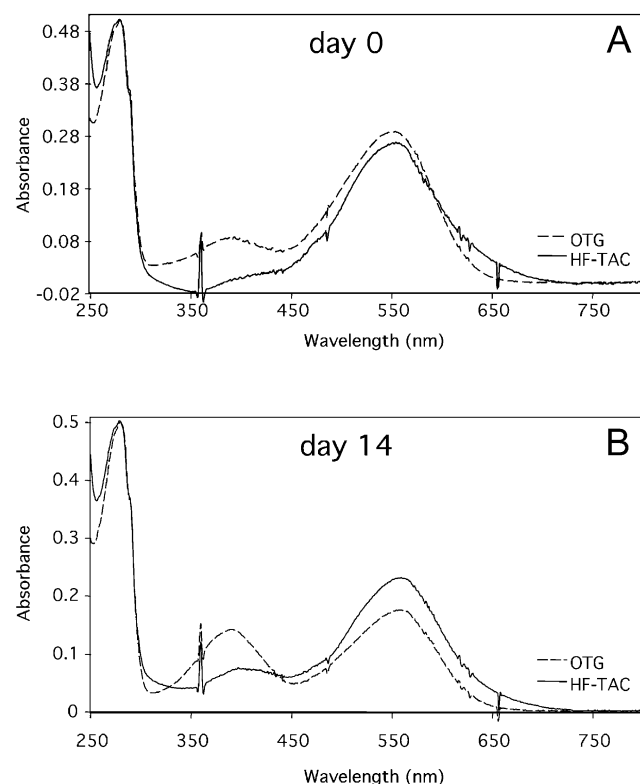 day 0
A
0.48
0.38
0.28
0.18
0.08
-0.02
Absorbance
OTG
HF-TAC
250 350 450 550 650 750
Wavelength (nm)
day 14
B
0.5
0.4
0.3
0.2
0.1
0
Absorbance
OTG
HF-TAC
250 350 450 550 650 750
Wavelength (nm)